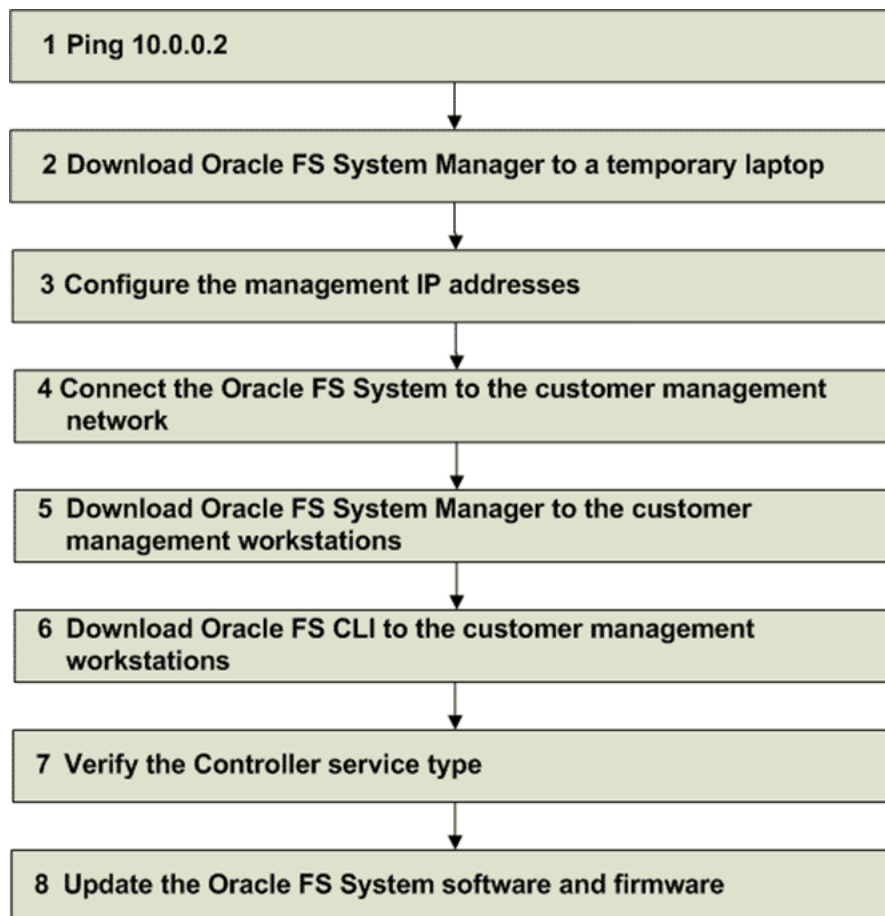 1 Ping 10.0.0.2
2 Download Oracle FS System Manager to a temporary laptop
3 Configure the management IP addresses
4 Connect the Oracle FS System to the customer management
network
5 Download Oracle FS System Manager to the customer
management workstations
6 Download Oracle FS CLI to the customer management
workstations
7 Verify the Controller service type
8 Update the Oracle FS System software and firmware